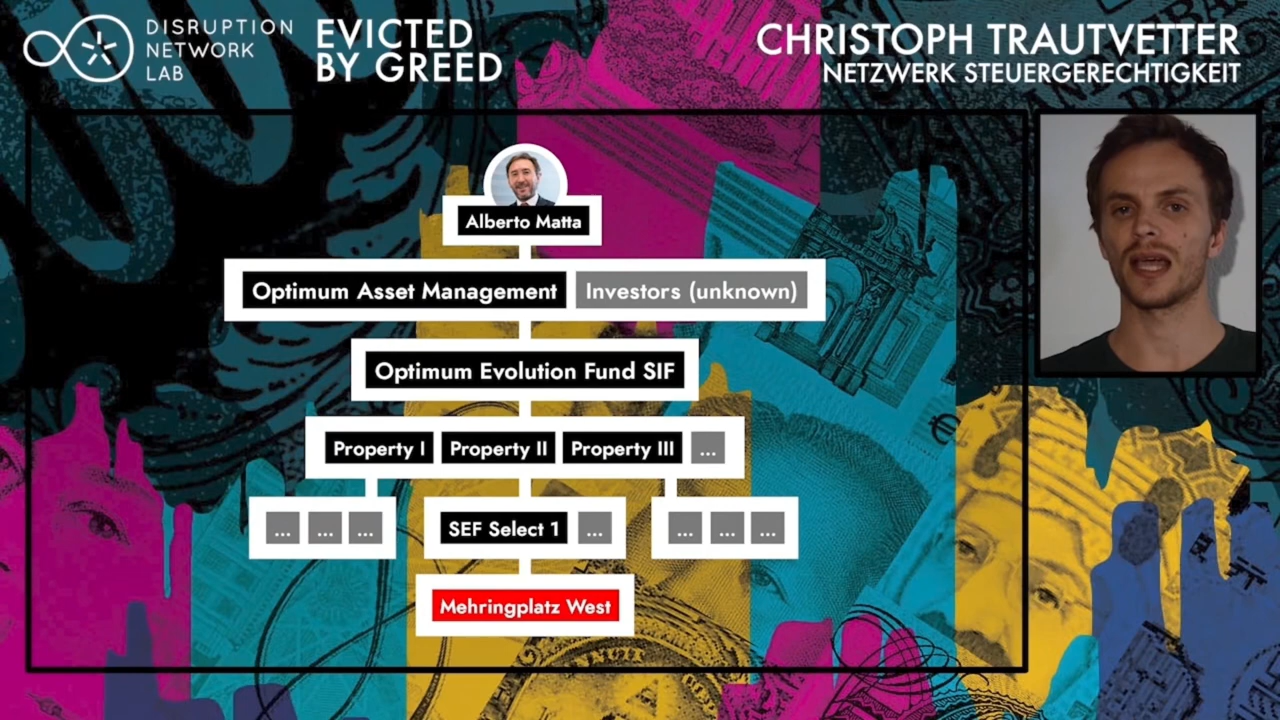 DISRUPTION
NETWORK
LAB
EVICTED
BY GREED
CHRISTOPH TRAUTVETTER
NETZWERK STEUERGERECHTIGKEIT
Alberto Matta
Optimum Asset Management Investors (unknown)
Optimum Evolution Fund SIF
Property I Property II Property III ...
... ... ... SEF Select 1 ... ... ... ...
Mehringplatz West